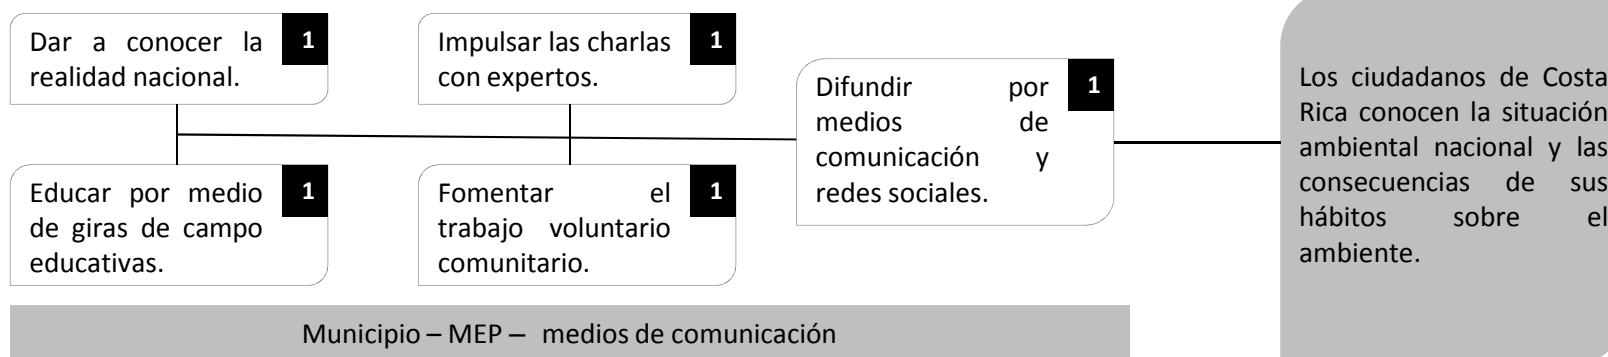 Dar a conocer la
realidad nacional.
1
Impulsar las charlas
con expertos.
1
Educar por medio
de giras de campo
educativas.
1
Fomentar el
trabajo voluntario
comunitario.
1
Difundir por
medios de
comunicación y
redes sociales.
1
Los ciudadanos de Costa
Rica conocen la situación
ambiental nacional y las
consecuencias de sus
hábitos sobre el
ambiente.
Municipio – MEP – medios de comunicación